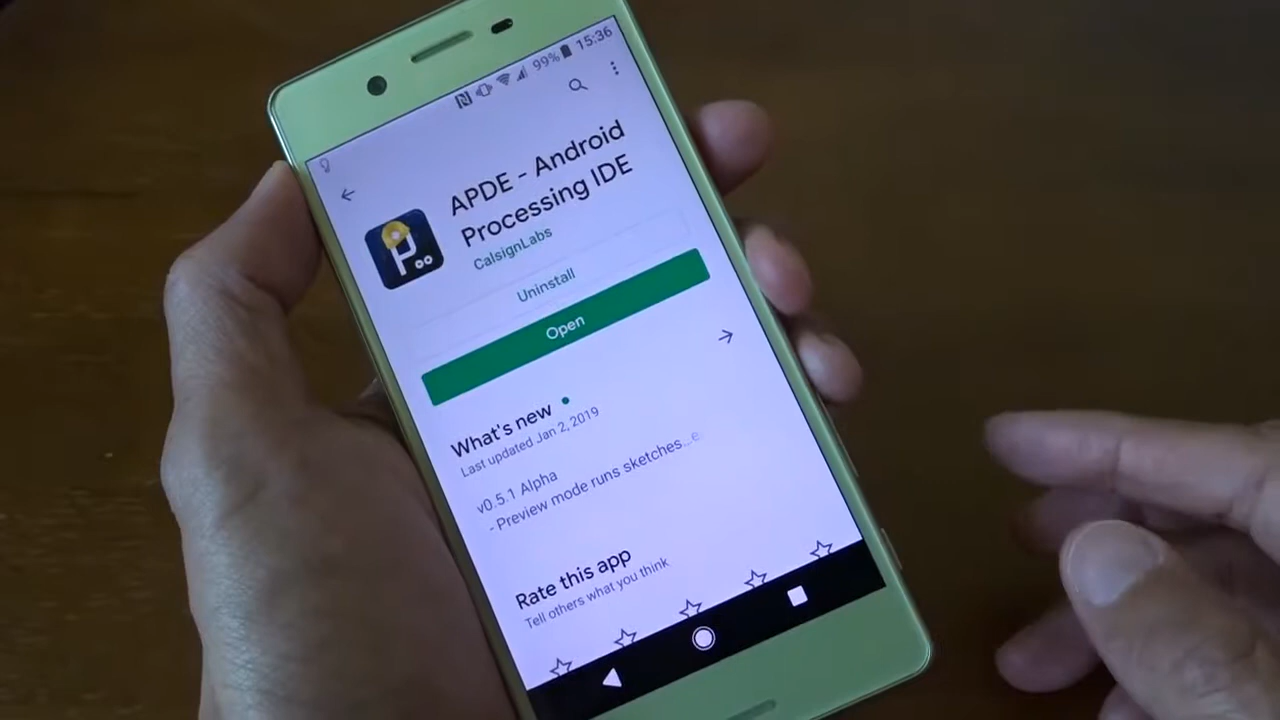 99% 15:36
APDE - Android
Processing IDE
CalsignLabs
Uninstall
Open
What's new
Last updated Jan 2, 2019
v0.5.1 Alpha
- Preview mode runs sketches...
Rate this app
Tell others what you think